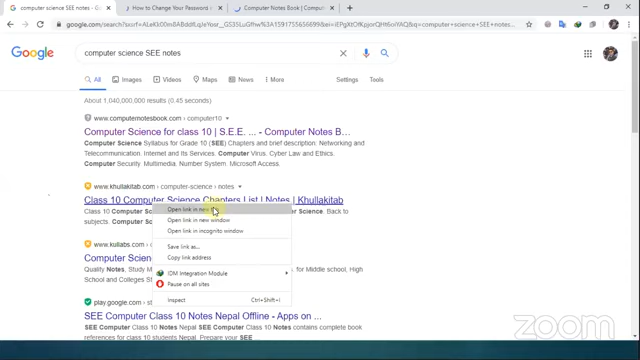 computer science SEE notes
How to Change Your Password
Computer Notes Book | Comput
google.com/search?
Google
computer science SEE notes
All Images Videos Maps News More Settings Tools
About 1,040,000,000 results (0.45 seconds)
www.computernotesbook.com › computer10
Computer Science for class 10 | S.E.E. ... - Computer Notes B...
Computer Science Syllabus for Grade 10 (SEE) Chapters and brief description: Networking and
Telecommunication. Internet and Its Services. Computer Virus. Cyber Law and Ethics.
Computer Security. Multimedia, Number System. Microsoft Access.
www.khullakitab.com › computer-science › notes
Class 10 Computer Science Chapters List | Notes | Khullakitab
Class 10 Computer Back to
subjects. Computer
Open link in new tab
Open link in new window
Open link in incognito window
Save link as...
Copy link address
IDM Integration Module
Pause on all sites
Inspect Ctrl+Shift+I
www.kullabs.com
Computer
Quality Notes, Study for Middle school, High
School and Colleges
play.google.com
SEE Computer Class 10 Notes Nepal Offline - Apps on ...
SEE Computer Class 10 Notes SEE Computer Class 10 Notes contains complete book
references for class 10 students Nepal. Prepare your SEE
zoom